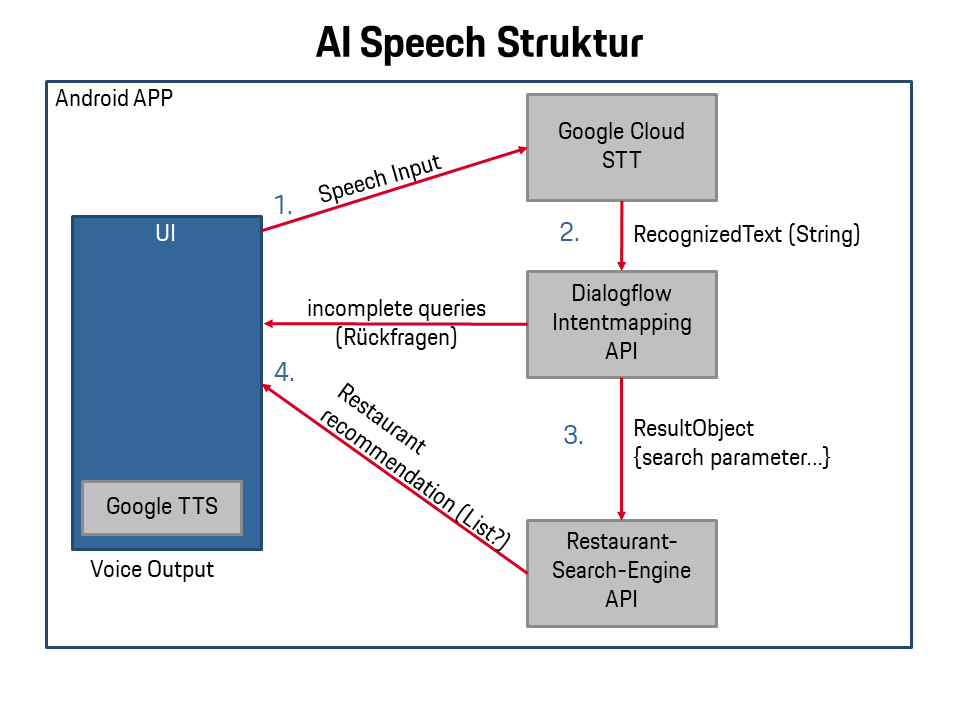 AI Speech Struktur
Android APP
Google Cloud
STT
1.
Speech Input
UI
2.
RecognizedText (String)
Dialogflow
Intentmapping
API
incomplete queries
(Rückfragen)
4.
Restaurant
recommendation (List?)
3.
ResultObject
{search parameter...}
Google TTS
Voice Output
Restaurant-
Search-Engine
API